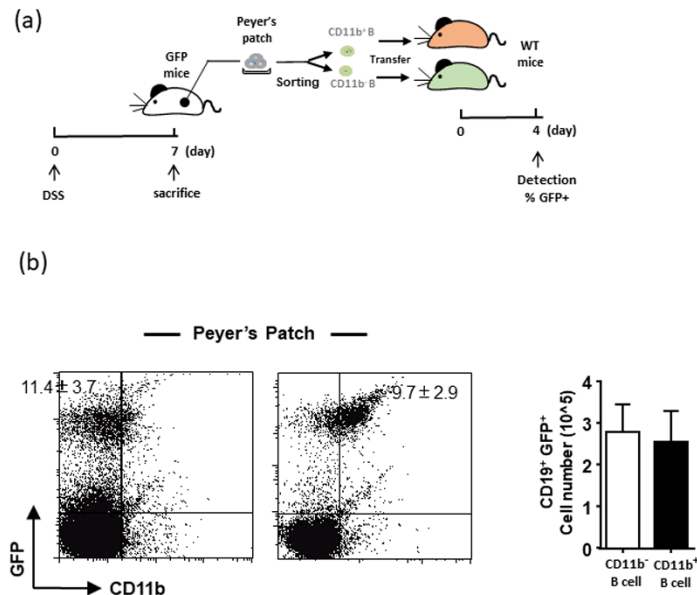 (a)
Peyer's
patch
GFP
mice
CD11b⁺ B
CD11b⁻ B
Sorting
Transfer
WT
mice
0
7 (day)
DSS
sacrifice
0
4 (day)
Detection
% GFP+
(b)
Peyer's Patch
11.4±3.7
9.7±2.9
GFP
CD11b
CD19⁺ GFP⁺
Cell number (10^5)
4
3
2
1
0
CD11b⁻
B cell
CD11b⁺
B cell